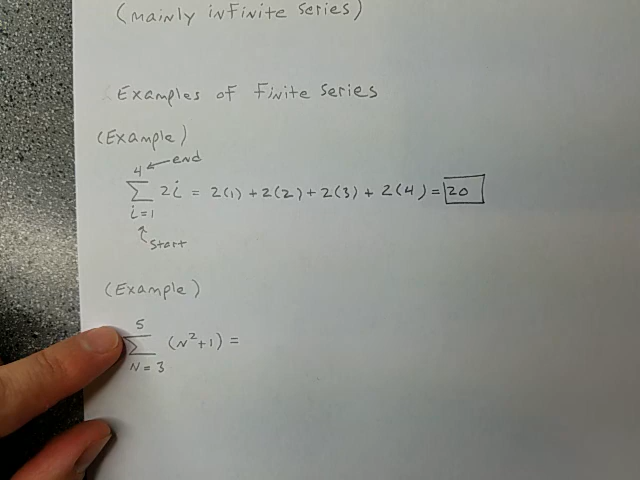 (mainly infinite series)
Examples of finite series
(Example)
4 ← end
∑ 2i = 2(1) + 2(2) + 2(3) + 2(4) = 20
i=1
↑ start
(Example)
5
∑ (N²+1) =
N=3